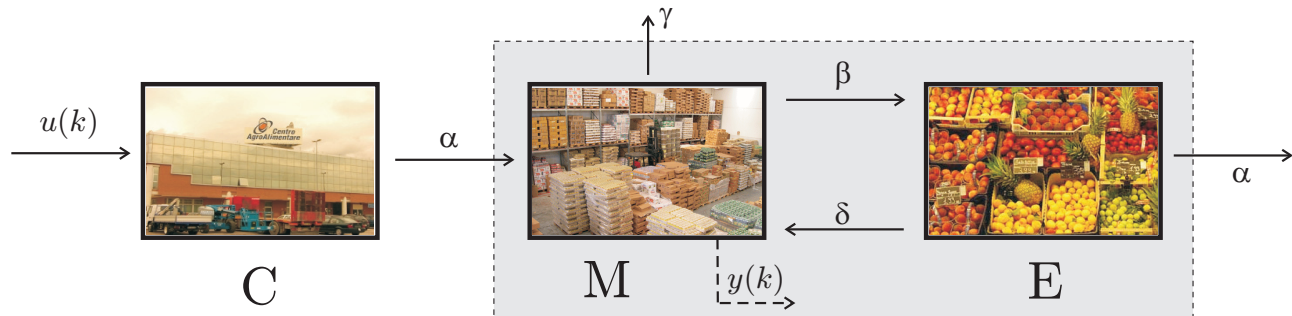 γ
β
u(k)
Centro
AgroAlimentare
α
α
δ
y(k)
C
M
E